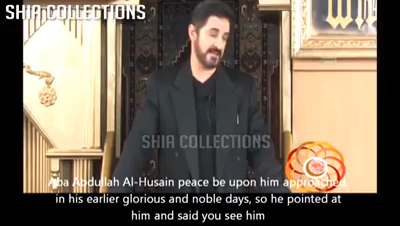 SHIA COLLECTIONS
SHIA COLLECTIONS
Aba Abdullah Al-Husain peace be upon him approached
in his earlier glorious and noble days, so he pointed at
him and said you see him